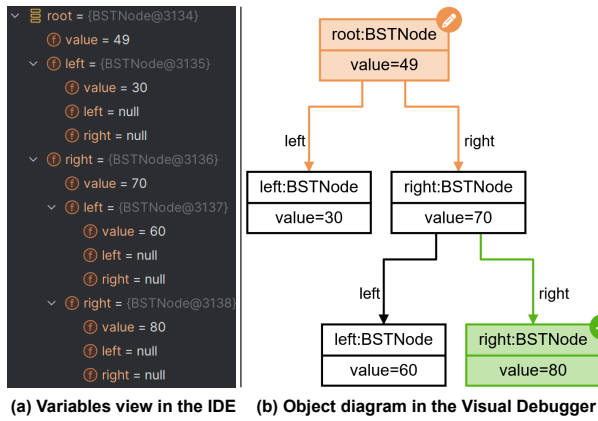 root = {BSTNode@3134}
f value = 49
f left = {BSTNode@3135}
f value = 30
f left = null
f right = null
f right = {BSTNode@3136}
f value = 70
f left = {BSTNode@3137}
f value = 60
f left = null
f right = null
f right = {BSTNode@3138}
f value = 80
f left = null
f right = null
(a) Variables view in the IDE
root:BSTNode
value=49
left
right
left:BSTNode
value=30
right:BSTNode
value=70
left
right
left:BSTNode
value=60
right:BSTNode
value=80
(b) Object diagram in the Visual Debugger